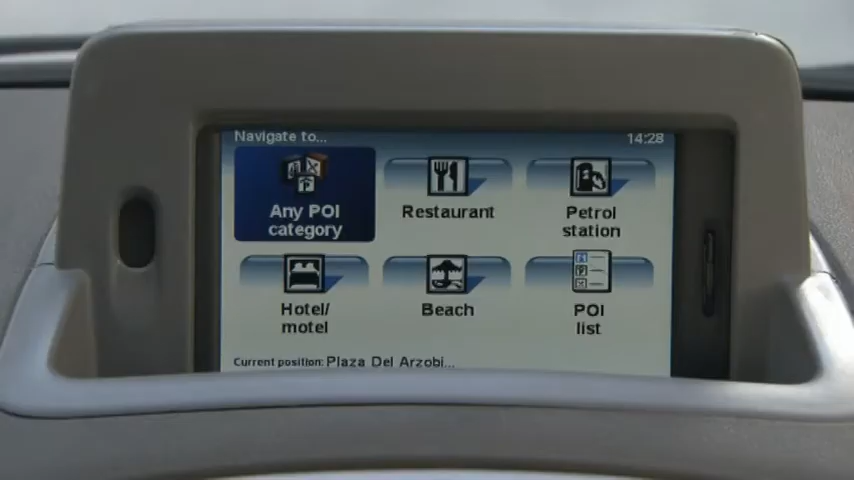 Navigate to...
14:28
Any POI
category
Restaurant
Petrol
station
Hotel/
motel
Beach
POI
list
Current position: Plaza Del Arzobi...